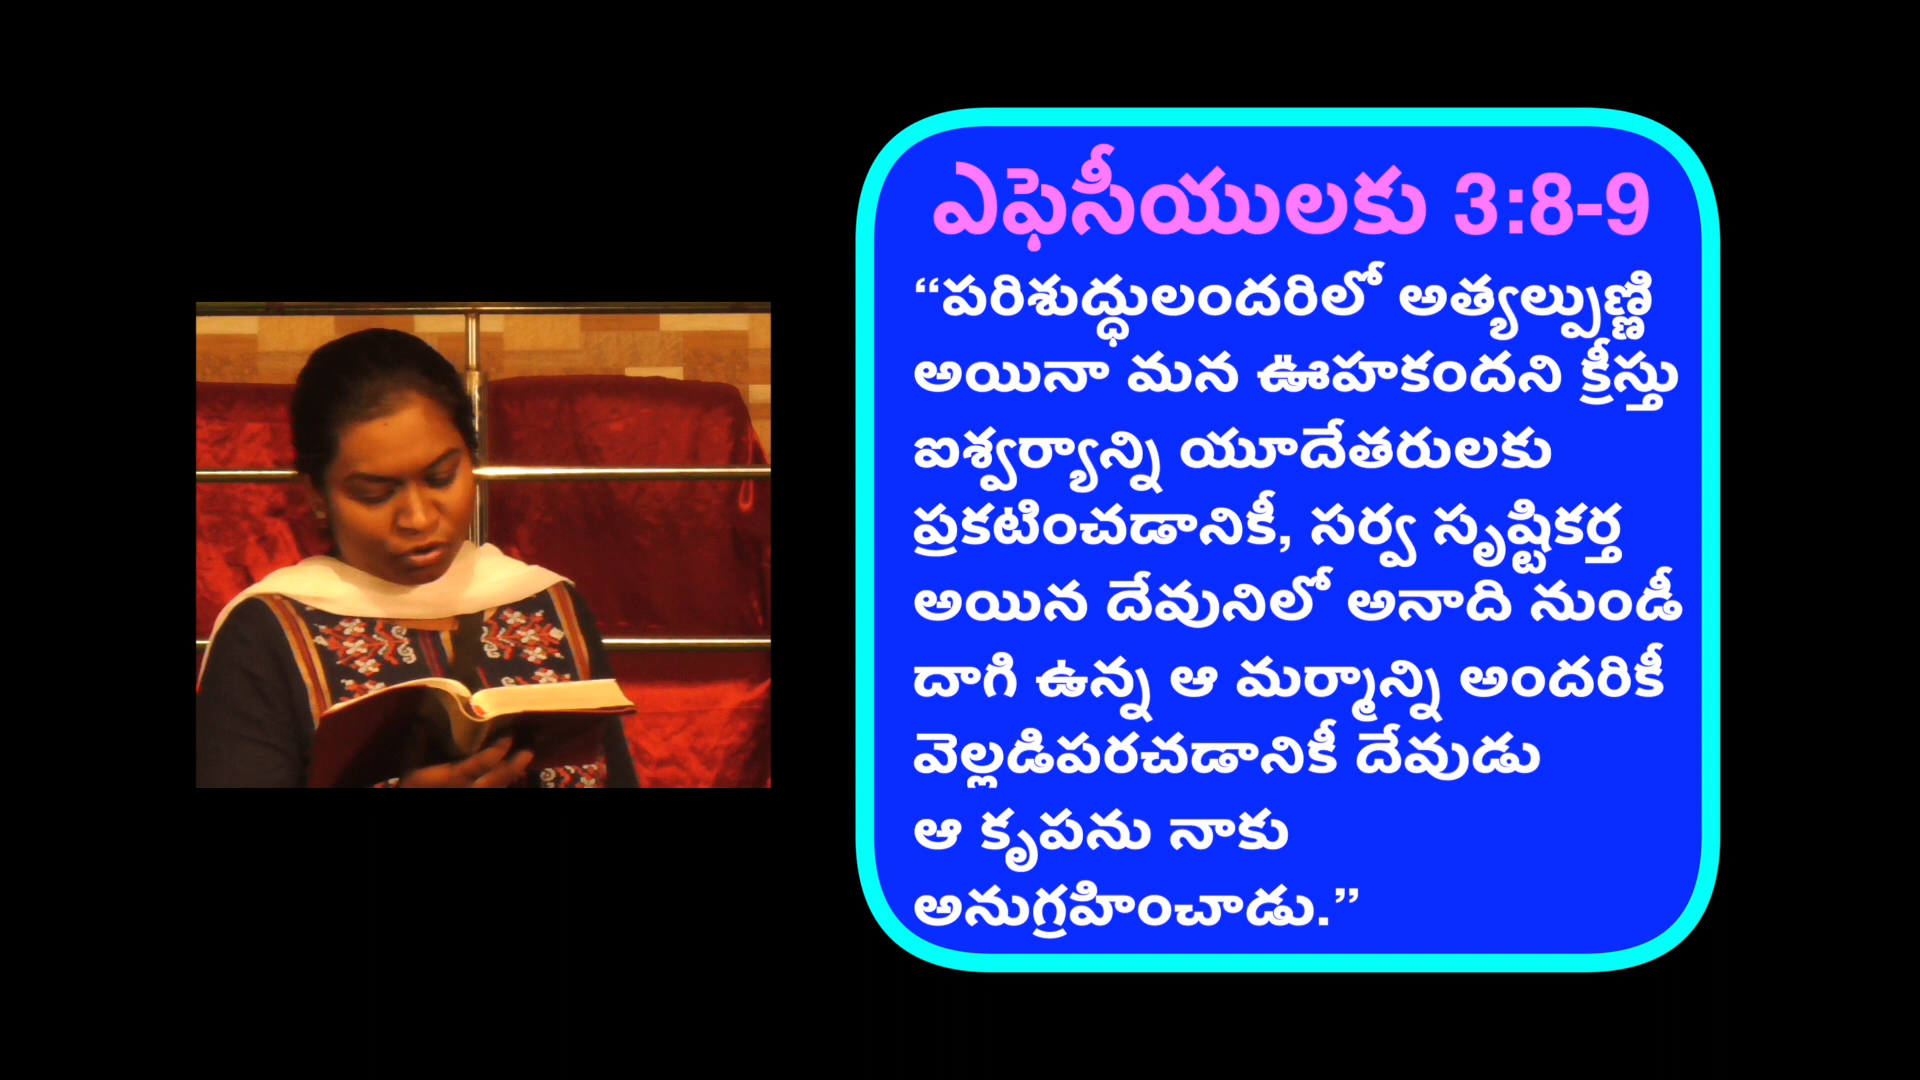 ఎఫెసీయులకు 3:8-9
“పరిశుద్ధులందరిలో అత్యల్పుణ్ణి
అయినా మన ఊహకందని క్రీస్తు
ఐశ్వర్యాన్ని యూదేతరులకు
ప్రకటించడానికీ, సర్వ సృష్టికర్త
అయిన దేవునిలో అనాది నుండీ
దాగి ఉన్న ఆ మర్మాన్ని అందరికీ
వెల్లడిపరచడానికీ దేవుడు
ఆ కృపను నాకు
అనుగ్రహించాడు.”